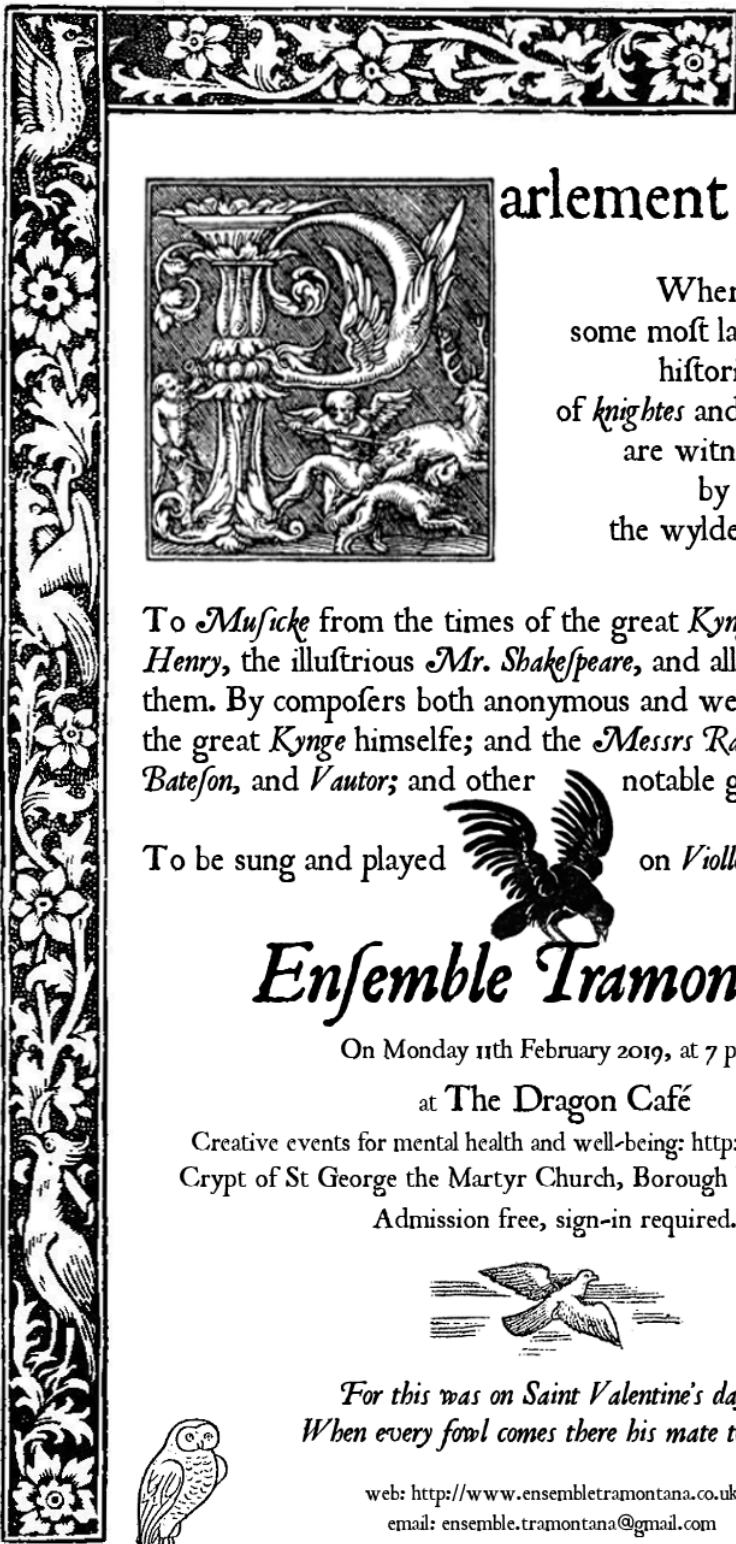 Parlement
Wher
some moſt la
hiſtori
of knightes and
are witn
by
the wylde
To Muſicke from the times of the great Kyn
Henry, the illuſtrious Mr. Shakeſpeare, and all
them. By compoſers both anonymous and we
the great Kynge himselfe; and the Messrs Ra
Bateſon, and Vautor; and other notable g
To be sung and played on Violl
Enſemble Tramon
On Monday 11th February 2019, at 7 p
at The Dragon Café
Creative events for mental health and well-being: http:
Crypt of St George the Martyr Church, Borough
Admission free, sign-in required.
For this was on Saint Valentine's da
When every fowl comes there his mate t
web: http://www.ensembletramontana.co.uk
email: ensemble.tramontana@gmail.com